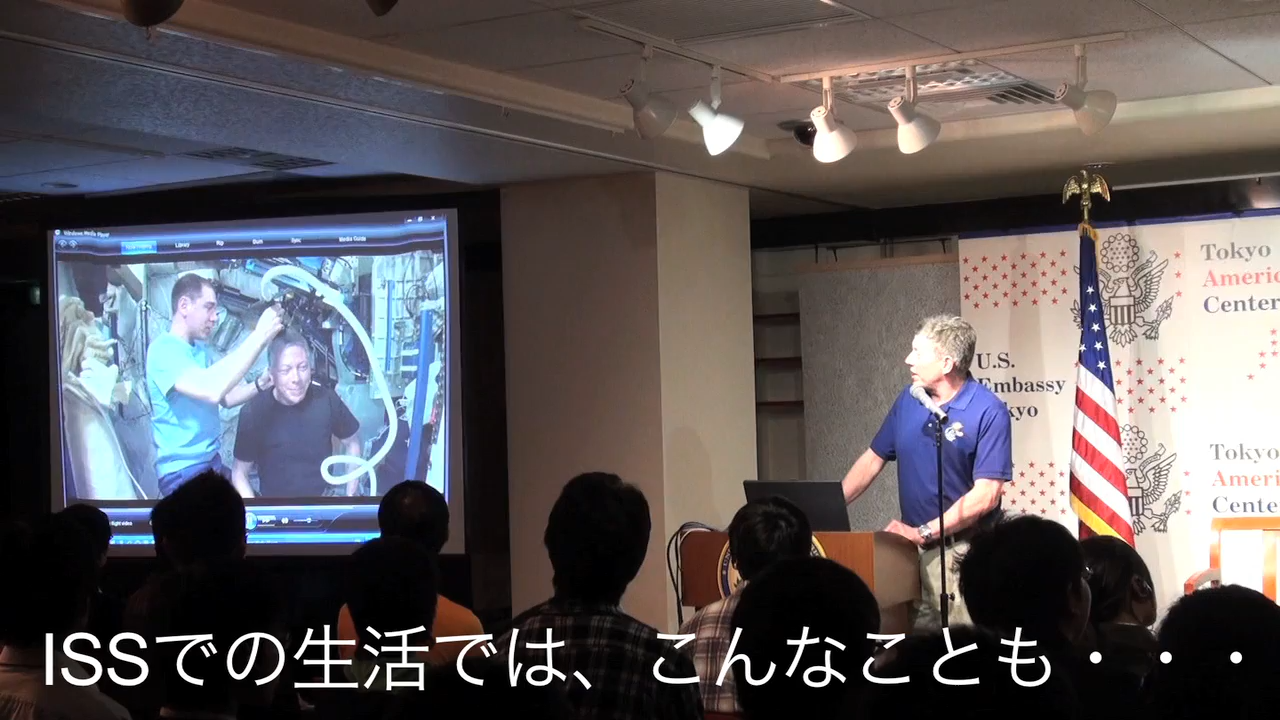 Windows Media Player
Library
Rip
Burn
Sync
Media Guide
Tokyo
Americ
Center
U.S.
Embassy
kyo
Tokyo
Ameri
Cente
ISSでの生活では、こんなことも・・・